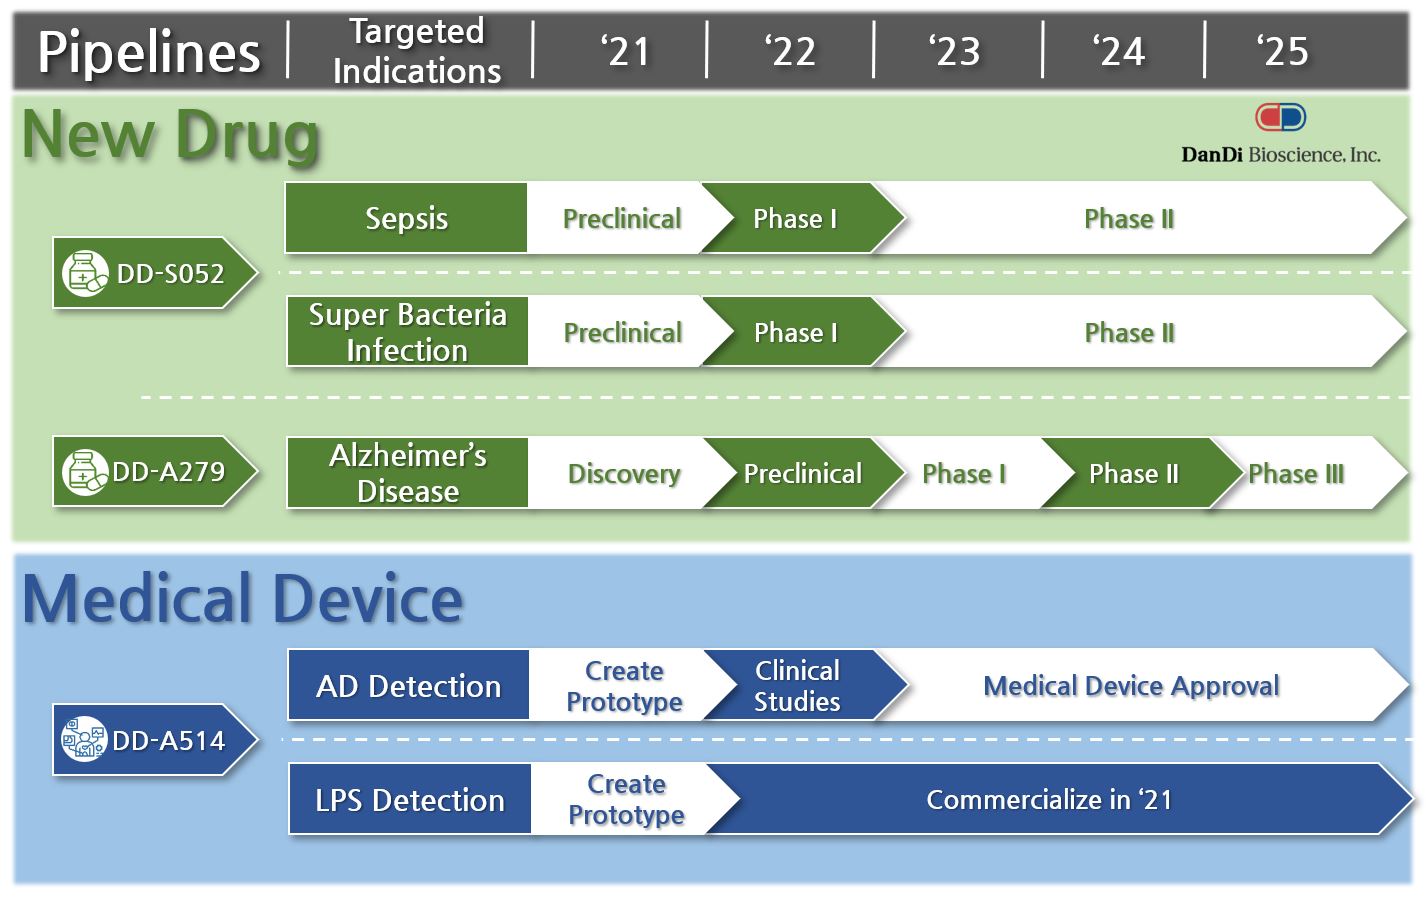 Pipelines
Targeted
Indications
‘21
‘22
‘23
‘24
‘25
New Drug
DanDi Bioscience, Inc.
DD-S052
Sepsis
Preclinical
Phase I
Phase II
Super Bacteria
Infection
Preclinical
Phase I
Phase II
DD-A279
Alzheimer’s
Disease
Discovery
Preclinical
Phase I
Phase II
Phase III
Medical Device
DD-A514
AD Detection
Create
Prototype
Clinical
Studies
Medical Device Approval
LPS Detection
Create
Prototype
Commercialize in ‘21